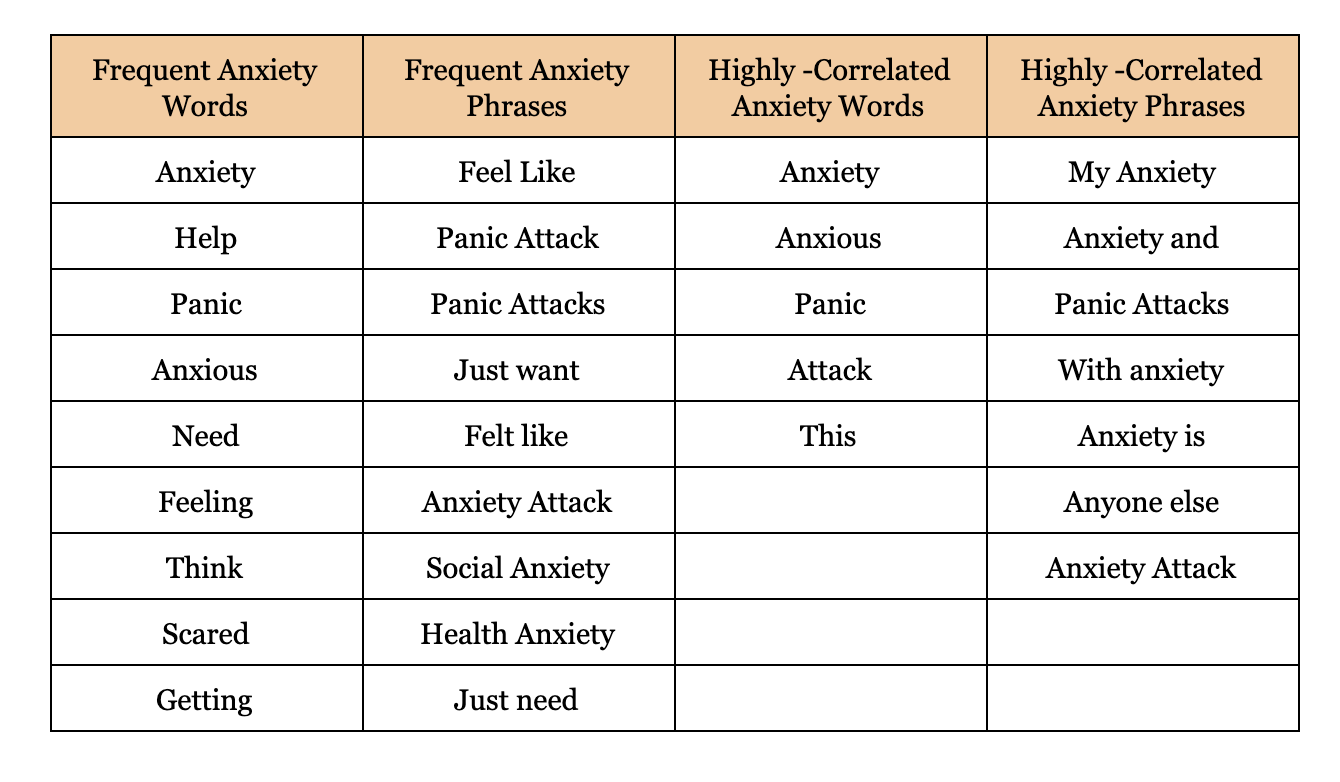 Frequent Anxiety Words | Frequent Anxiety Phrases | Highly -Correlated Anxiety Words | Highly -Correlated Anxiety Phrases
Anxiety | Feel Like | Anxiety | My Anxiety
Help | Panic Attack | Anxious | Anxiety and
Panic | Panic Attacks | Panic | Panic Attacks
Anxious | Just want | Attack | With anxiety
Need | Felt like | This | Anxiety is
Feeling | Anxiety Attack | | Anyone else
Think | Social Anxiety | | Anxiety Attack
Scared | Health Anxiety | |
Getting | Just need | |